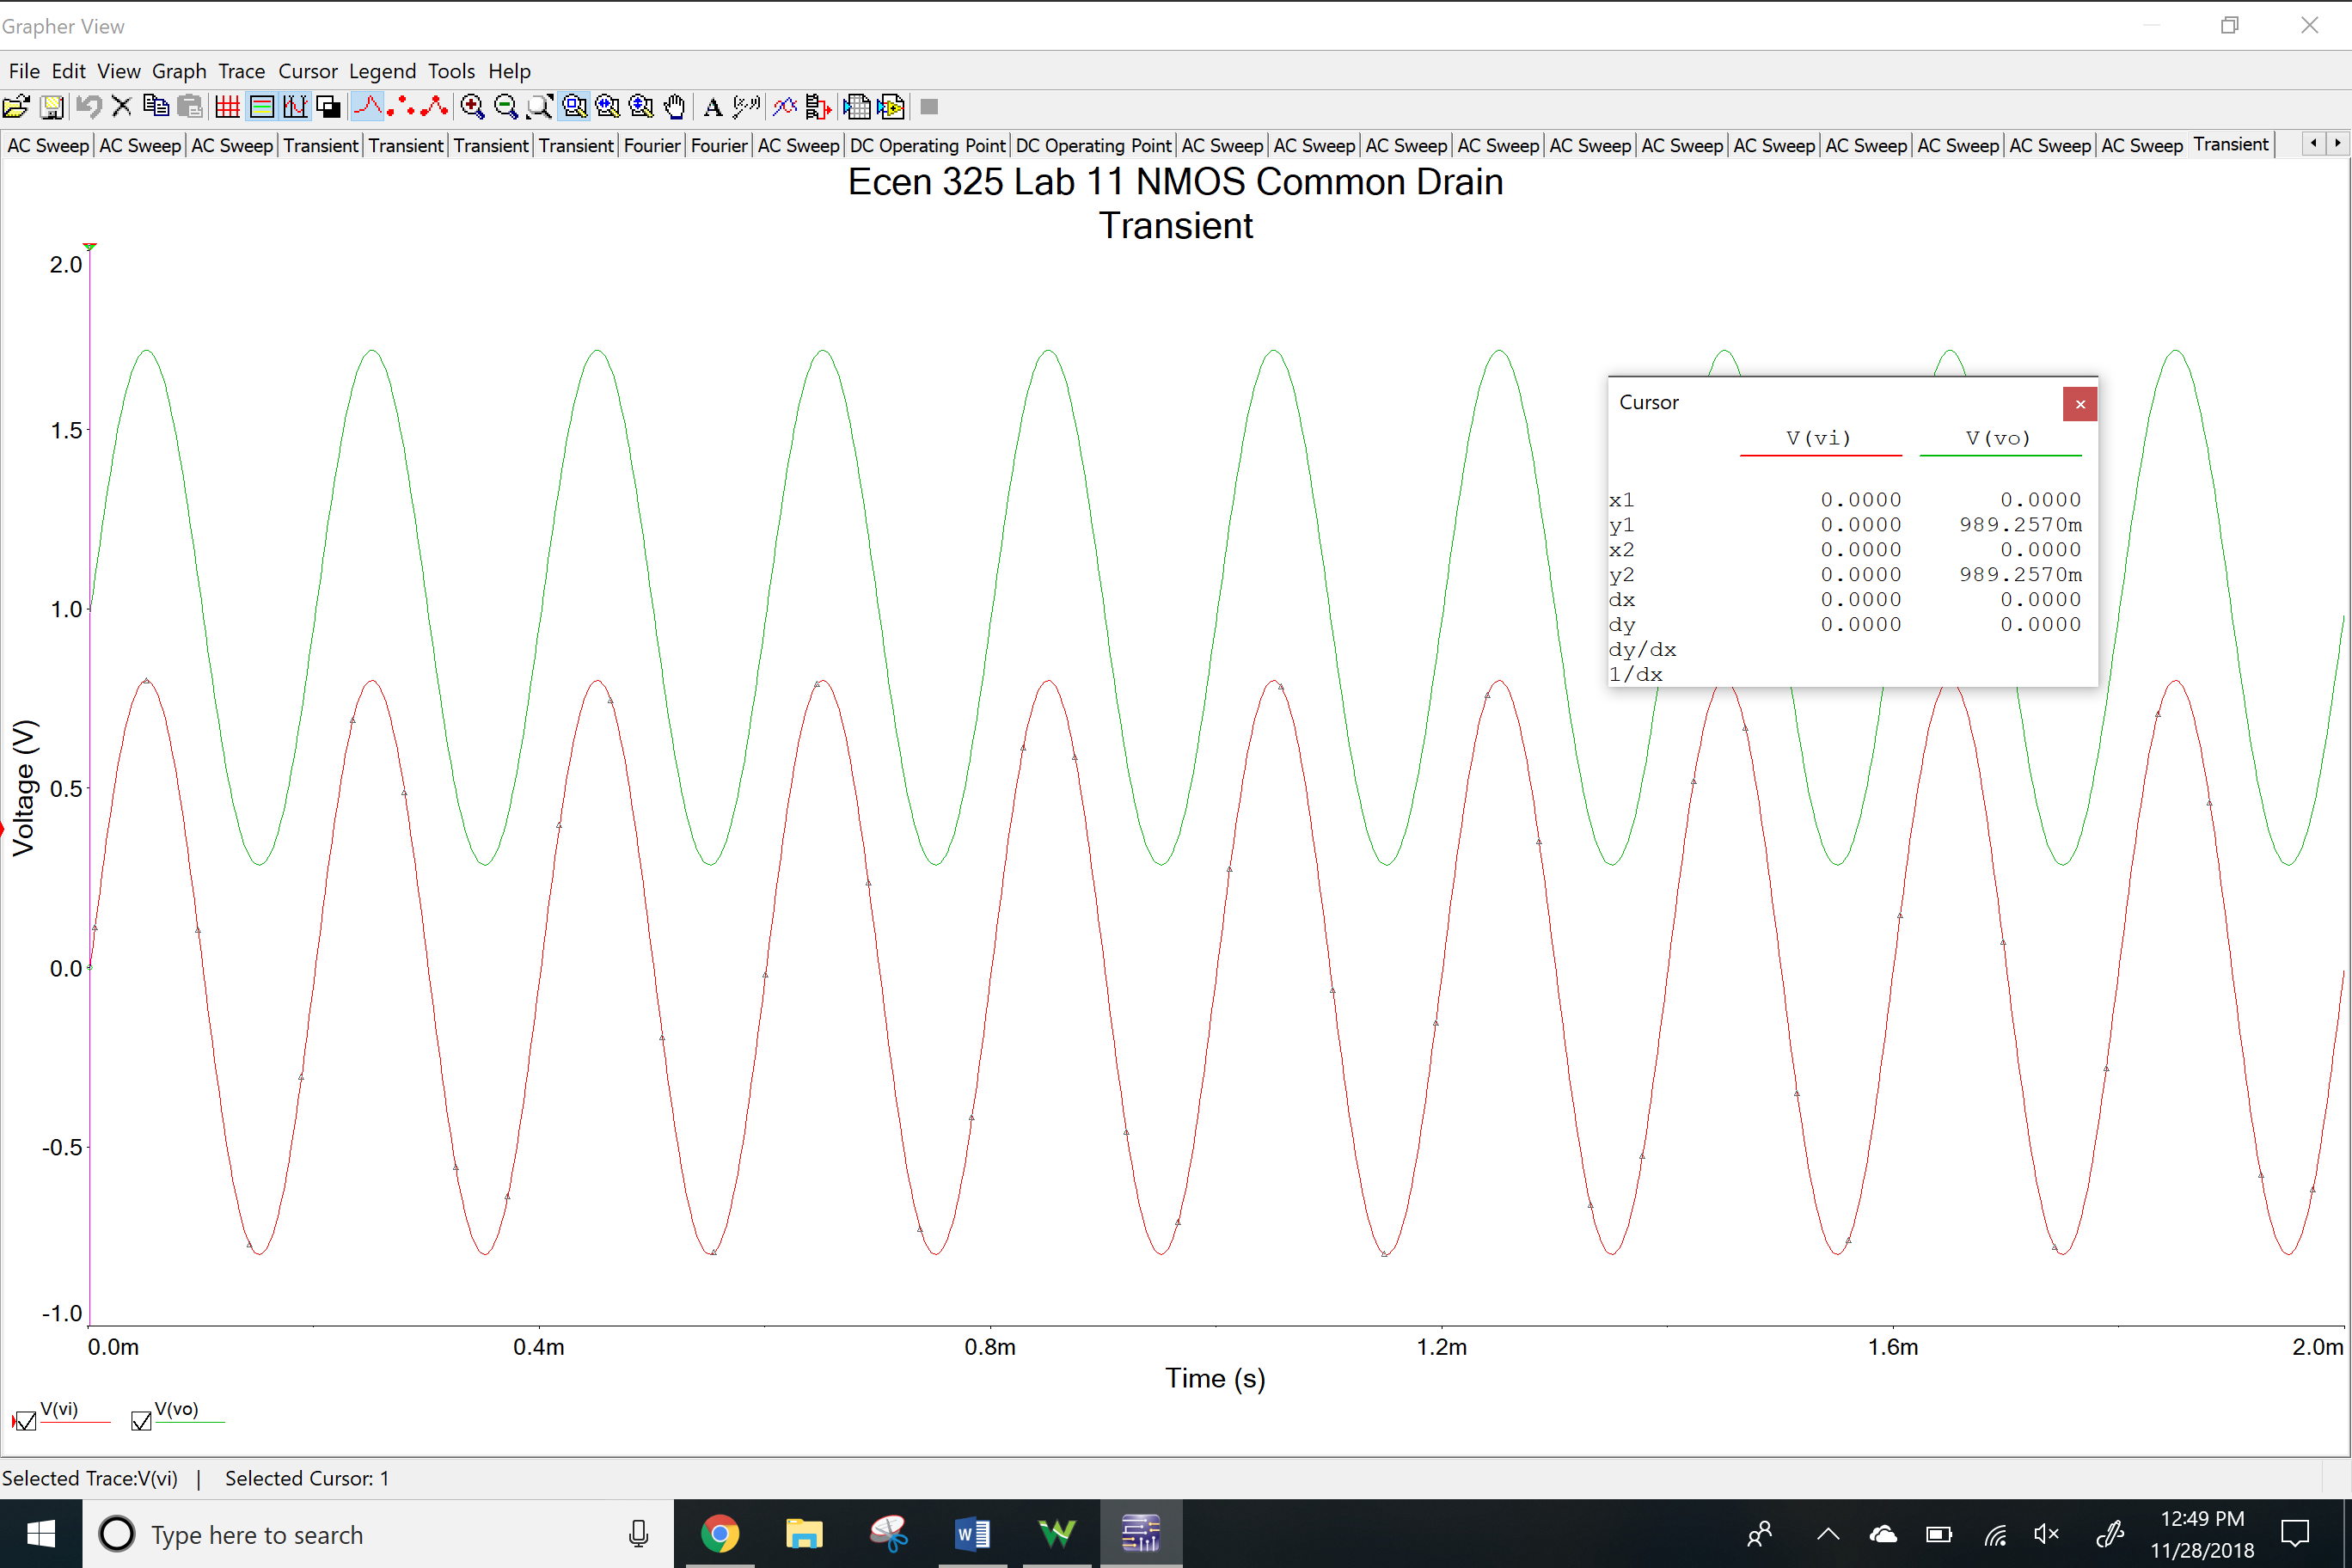 Grapher View
File Edit View Graph Trace Cursor Legend Tools Help
AC Sweep AC Sweep AC Sweep Transient Transient Transient Transient Fourier Fourier AC Sweep DC Operating Point DC Operating Point AC Sweep AC Sweep AC Sweep AC Sweep AC Sweep AC Sweep AC Sweep AC Sweep AC Sweep AC Sweep AC Sweep Transient
Ecen 325 Lab 11 NMOS Common Drain
Transient
2.0
1.5
1.0
0.5
0.0
-0.5
-1.0
Voltage (V)
Cursor
V(vi) V(vo)
x1 0.0000 0.0000
y1 0.0000 989.2570m
x2 0.0000 0.0000
y2 0.0000 989.2570m
dx 0.0000 0.0000
dy 0.0000 0.0000
dy/dx
1/dx
0.0m 0.4m 0.8m 1.2m 1.6m 2.0m
Time (s)
V(vi) V(vo)
Selected Trace:V(vi) | Selected Cursor: 1
Type here to search
12:49 PM
11/28/2018